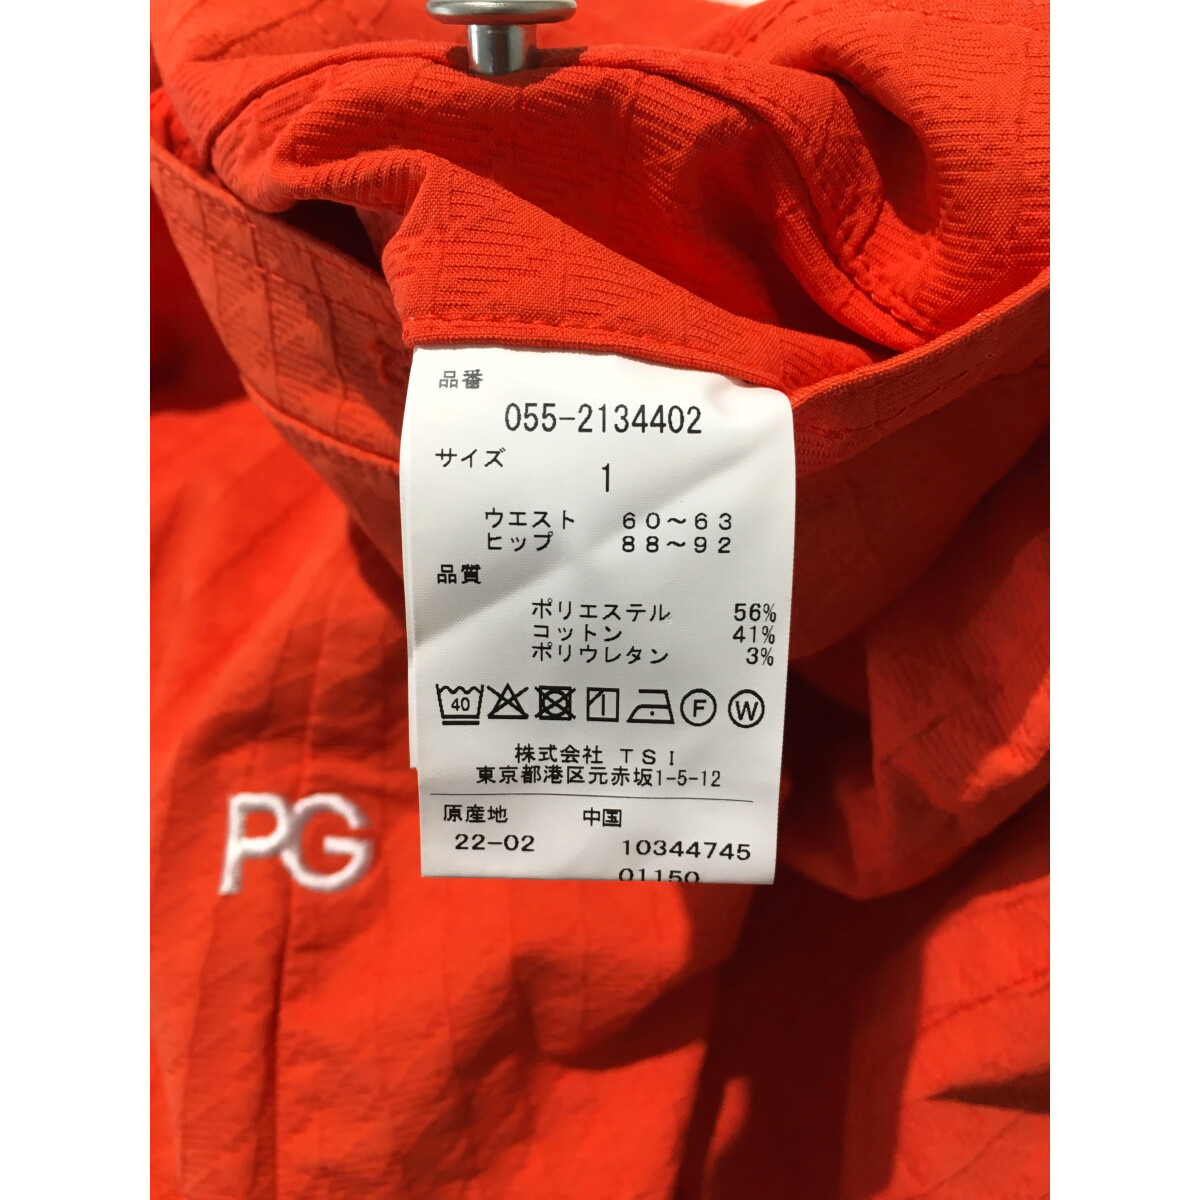 品番
055-2134402
サイズ
1
ウエスト 60～63
ヒップ 88～92
品質
ポリエステル 56%
コットン 41%
ポリウレタン 3%
40 F W
株式会社 TSI
東京都港区元赤坂1-5-12
原産地 中国
22-02 10344745
01150
PG